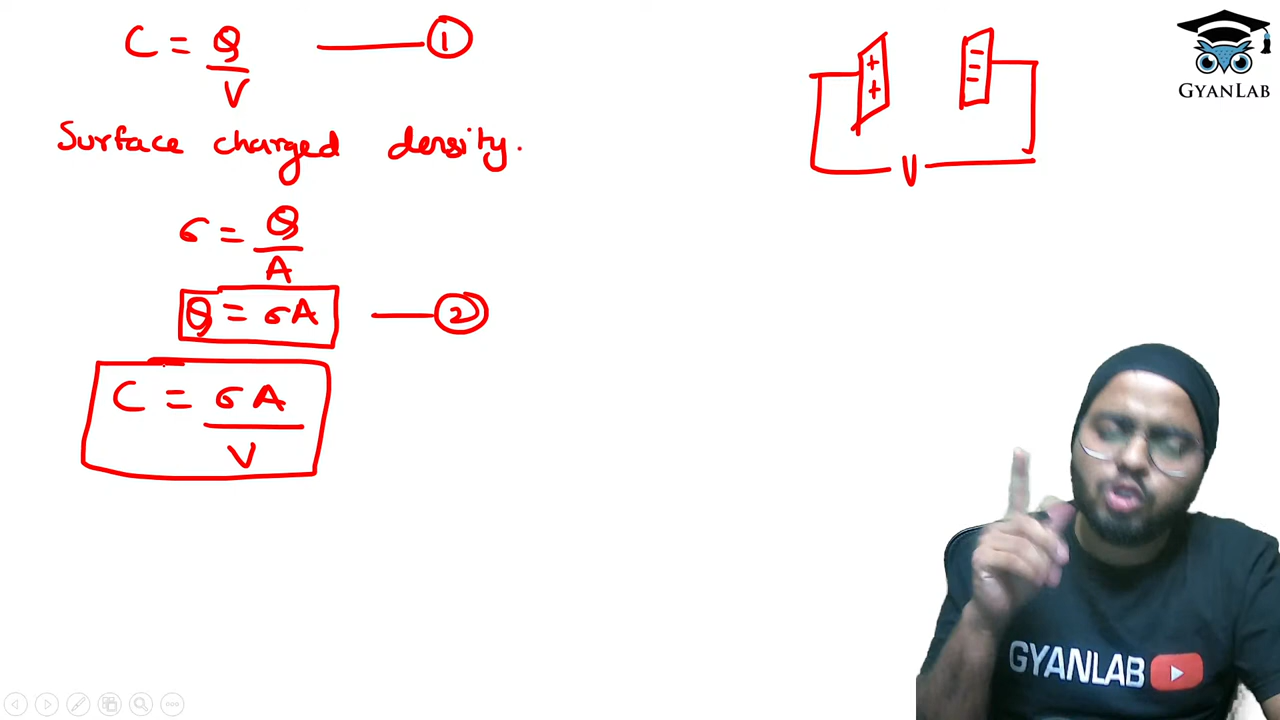 C = Q/V ——— ①
Surface charged density.
σ = Q/A
Q = σA —— ②
C = σA/V
+
+
V
GYANLAB
GYANLAB